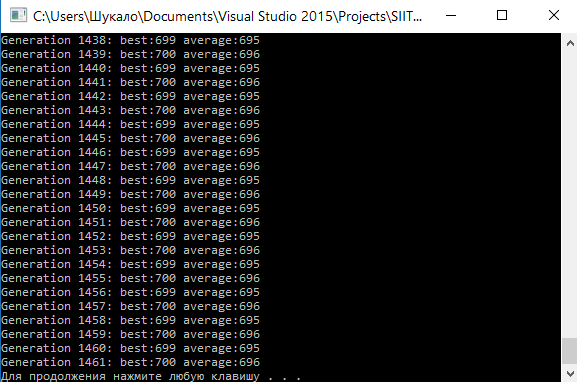 C:\Users\Шукало\Documents\Visual Studio 2015\Projects\SIIT...
Generation 1438: best:699 average:695
Generation 1439: best:700 average:696
Generation 1440: best:699 average:695
Generation 1441: best:700 average:696
Generation 1442: best:699 average:695
Generation 1443: best:700 average:696
Generation 1444: best:699 average:695
Generation 1445: best:700 average:696
Generation 1446: best:699 average:695
Generation 1447: best:700 average:696
Generation 1448: best:699 average:695
Generation 1449: best:700 average:696
Generation 1450: best:699 average:695
Generation 1451: best:700 average:696
Generation 1452: best:699 average:695
Generation 1453: best:700 average:696
Generation 1454: best:699 average:695
Generation 1455: best:700 average:696
Generation 1456: best:699 average:695
Generation 1457: best:700 average:696
Generation 1458: best:699 average:695
Generation 1459: best:700 average:696
Generation 1460: best:699 average:695
Generation 1461: best:700 average:696
Для продолжения нажмите любую клавишу . . .